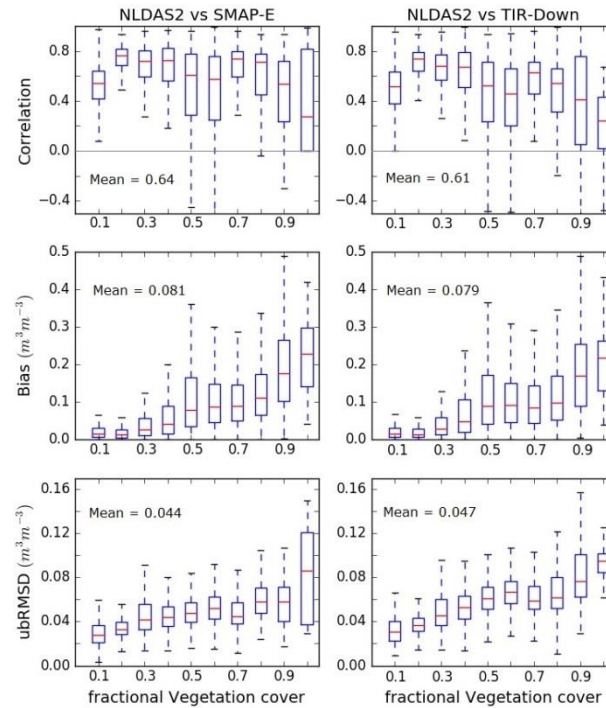 NLDAS2 vs SMAP-E
NLDAS2 vs TIR-Down
Correlation
0.8
0.4
0.0
−0.4
Mean = 0.64
0.1 0.3 0.5 0.7 0.9
0.8
0.4
0.0
−0.4
Mean = 0.61
0.1 0.3 0.5 0.7 0.9
Bias (m³m⁻³)
0.5
0.4
0.3
0.2
0.1
0.0
Mean = 0.081
0.1 0.3 0.5 0.7 0.9
0.5
0.4
0.3
0.2
0.1
0.0
Mean = 0.079
0.1 0.3 0.5 0.7 0.9
ubRMSD (m³m⁻³)
0.16
0.12
0.08
0.04
0.00
Mean = 0.044
0.1 0.3 0.5 0.7 0.9
fractional Vegetation cover
0.16
0.12
0.08
0.04
0.00
Mean = 0.047
0.1 0.3 0.5 0.7 0.9
fractional Vegetation cover